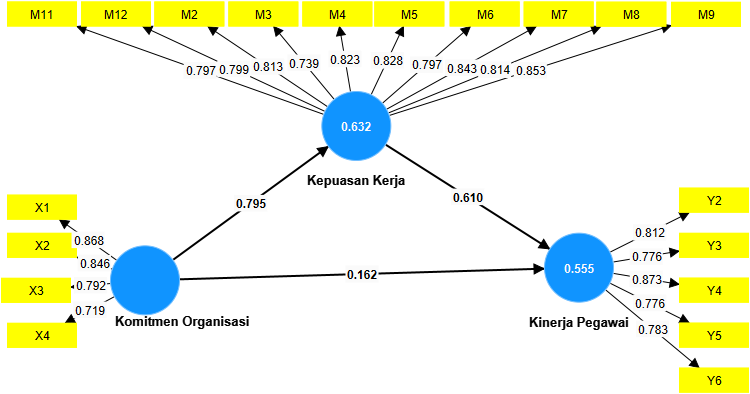 M11 M12 M2 M3 M4 M5 M6 M7 M8 M9
0.797 0.799 0.813 0.739 0.823 0.828 0.797 0.843 0.814 0.853
0.632
Kepuasan Kerja
0.795
0.610
X1
X2
X3
X4
0.868
0.846
0.792
0.719
Komitmen Organisasi
0.162
0.555
Kinerja Pegawai
0.812
0.776
0.873
0.776
0.783
Y2
Y3
Y4
Y5
Y6